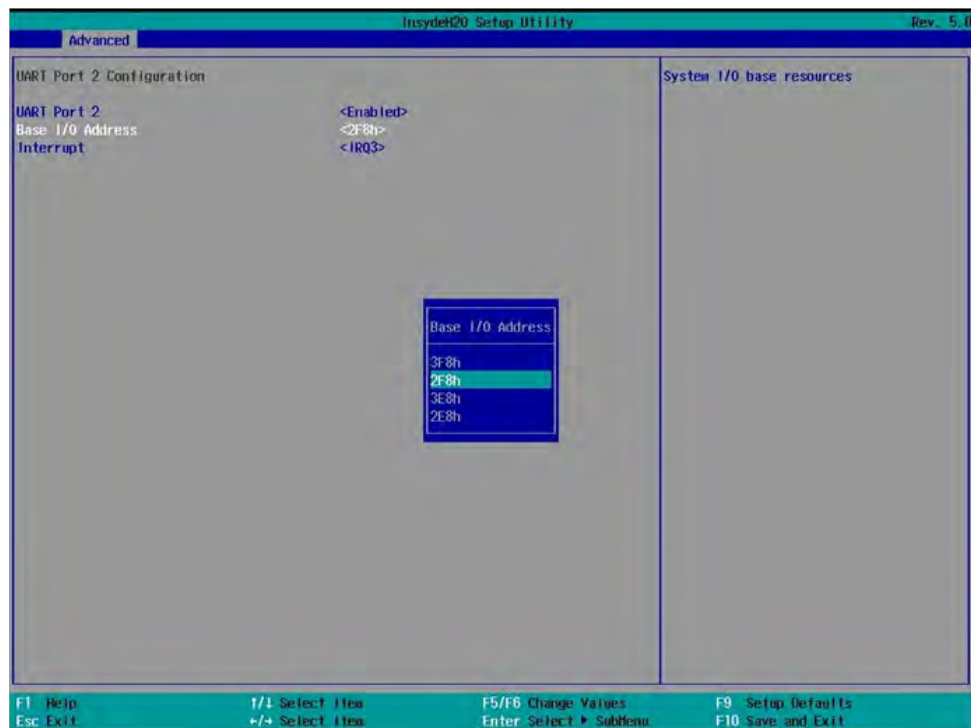 InsydeH20 Setup Utility Rev. 5.0
Advanced
UART Port 2 Configuration
System I/O base resources
UART Port 2 <Enabled>
Base I/O Address <2F8h>
Interrupt <IRQ3>
Base I/O Address
3F8h
2F8h
3E8h
2E8h
F1 Help ↑/↓ Select Item F5/F6 Change Values F9 Setup Defaults
Esc Exit ←/→ Select Item Enter Select ▶ SubMenu F10 Save and Exit